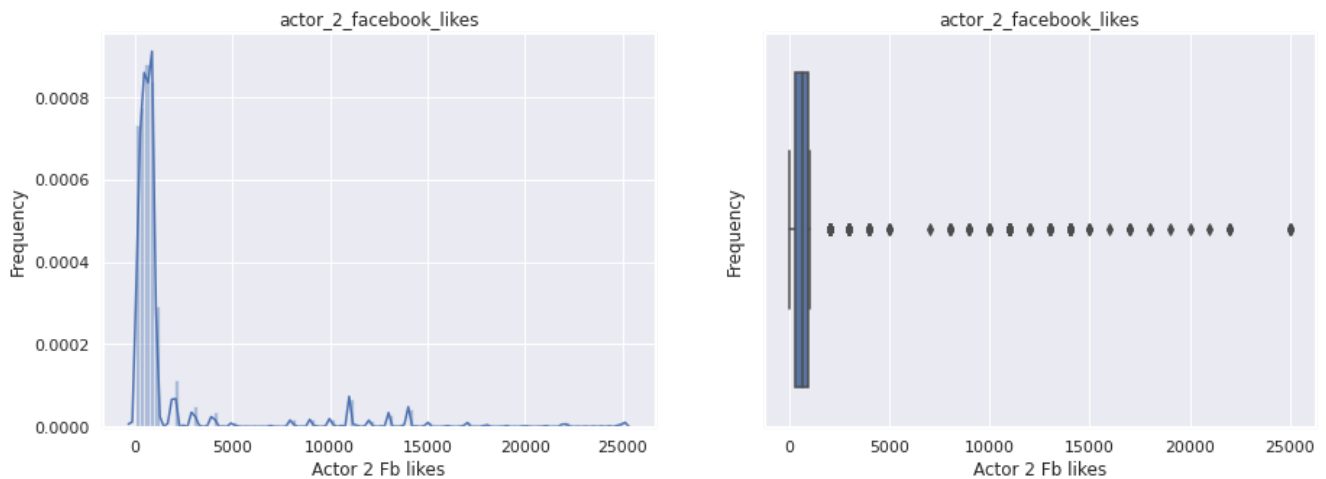 actor_2_facebook_likes
Frequency
0.0008
0.0006
0.0004
0.0002
0.0000
0 5000 10000 15000 20000 25000
Actor 2 Fb likes
actor_2_facebook_likes
Frequency
0 5000 10000 15000 20000 25000
Actor 2 Fb likes